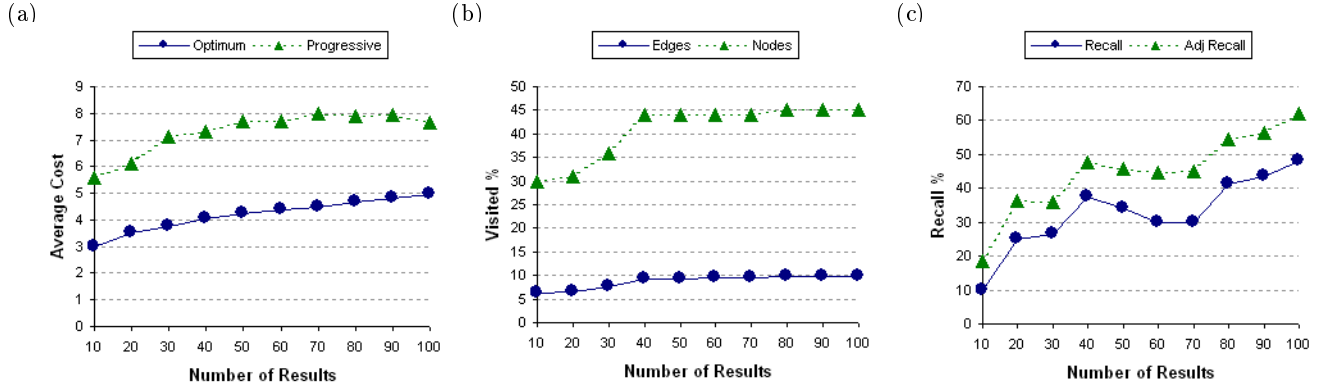 (a)
Optimum Progressive
Average Cost
9
8
7
6
5
4
3
2
1
0
10 20 30 40 50 60 70 80 90 100
Number of Results
(b)
Edges Nodes
Visited %
50
45
40
35
30
25
20
15
10
5
0
10 20 30 40 50 60 70 80 90 100
Number of Results
(c)
Recall Adj Recall
Recall %
70
60
50
40
30
20
10
0
10 20 30 40 50 60 70 80 90 100
Number of Results